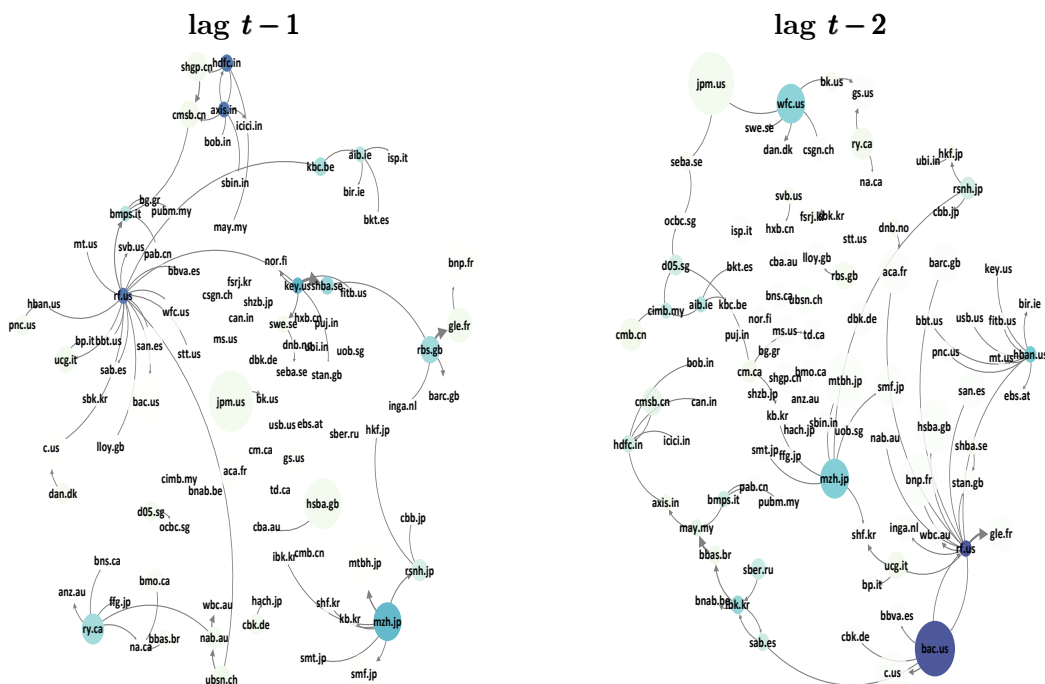 lag t − 1
shgp.cn
hdfc.in
cmsb.cn
axis.in
icici.in
bob.in
sbin.in
may.my
kbc.be
aib.ie
isp.it
bir.ie
bkt.es
bg.gr
bmps.it
pubm.my
mt.us
svb.us
pab.cn
bbva.es
nor.fi
bnp.fr
fsrj.kr
key.us
shba.se
fitb.us
hban.us
rf.us
csgn.ch
shzb.jp
pnc.us
wfc.us
can.in
swe.se
hxb.cn
puj.in
gle.fr
bp.it
bbt.us
san.es
ms.us
dnb.no
sbi.in
ucg.it
stt.us
dbk.de
uob.sg
rbs.gb
sab.es
seba.se
stan.gb
sbk.kr
bac.us
jpm.us
bk.us
inga.nl
barc.gb
usb.us
ebs.at
hkf.jp
c.us
lloy.gb
cm.ca
sber.ru
gs.us
aca.fr
cimb.my
dan.dk
bnab.be
td.ca
hsba.gb
d05.sg
ocbc.sg
cba.au
cbb.jp
ibk.kr
cmb.cn
bns.ca
mtbh.jp
rsnh.jp
bmo.ca
anz.au
ffg.jp
wbc.au
hach.jp
shf.kr
ry.ca
kb.kr
mzh.jp
cbk.de
nab.au
na.ca
bbas.br
smt.jp
smf.jp
ubsn.ch
lag t − 2
jpm.us
bk.us
gs.us
wfc.us
swe.se
dan.dk
csgn.ch
ry.ca
seba.se
na.ca
ubi.in
hkf.jp
rsnh.jp
svb.us
cbb.jp
ocbc.sg
fsrj.kr
sbk.kr
isp.it
hxb.cn
dnb.no
stt.us
barc.gb
d05.sg
bkt.es
cba.au
lloy.gb
rbs.gb
aca.fr
key.us
bns.ca
ubsn.ch
cimb.my
aib.ie
kbc.be
bir.ie
nor.fi
dbk.de
usb.us
fitb.us
cmb.cn
puj.in
ms.us
td.ca
bbt.us
bg.gr
pnc.us
mt.us
hban.us
bob.in
cm.ca
shgp.cn
bmo.ca
mtbh.jp
smf.jp
san.es
ebs.at
shzb.jp
anz.au
cmsb.cn
can.in
kb.kr
hsba.gb
sbin.in
hach.jp
uob.sg
nab.au
hdfc.in
icici.in
smt.jp
ffg.jp
shba.se
bnp.fr
stan.gb
mzh.jp
pab.cn
axis.in
bmps.it
pubm.my
may.my
shf.kr
inga.nl
wbc.au
gle.fr
bbas.br
rf.us
sber.ru
ucg.it
bp.it
bnab.be
ibk.kr
bbva.es
cbk.de
sab.es
bac.us
c.us